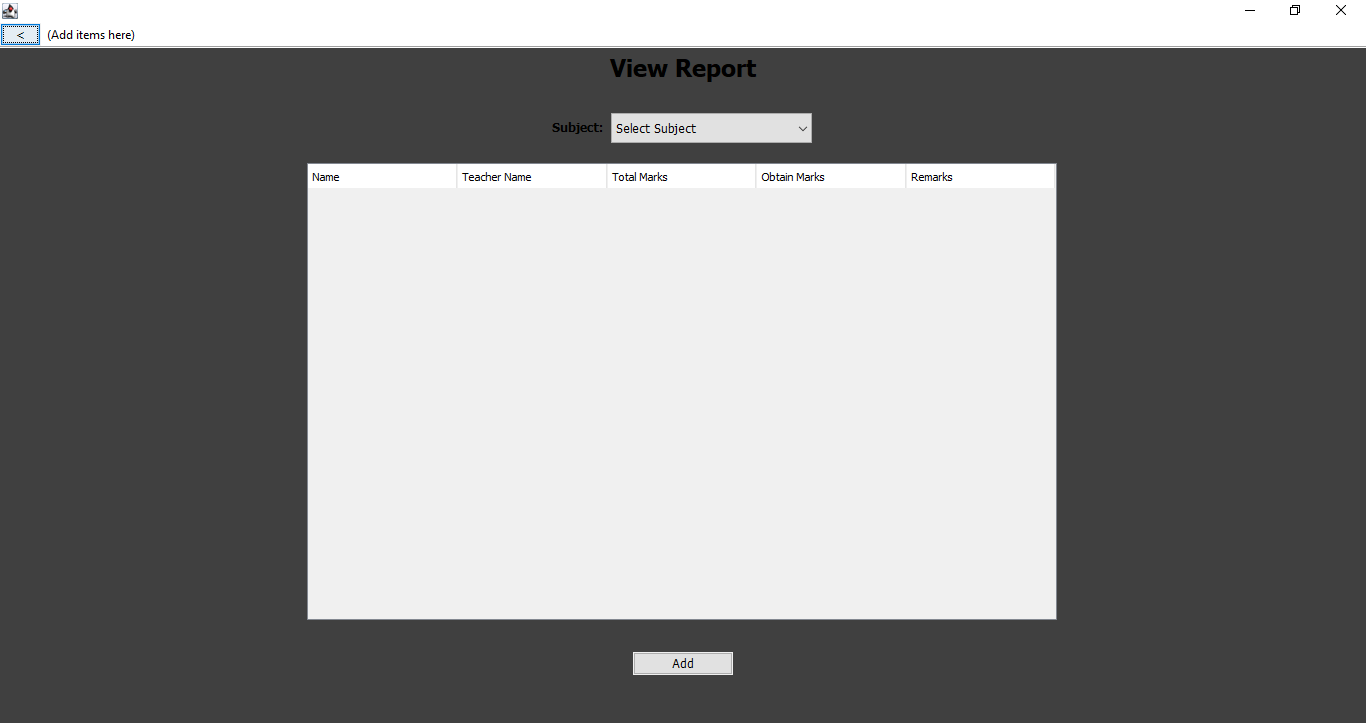 < (Add items here)
View Report
Subject: Select Subject
Name Teacher Name Total Marks Obtain Marks Remarks
Add